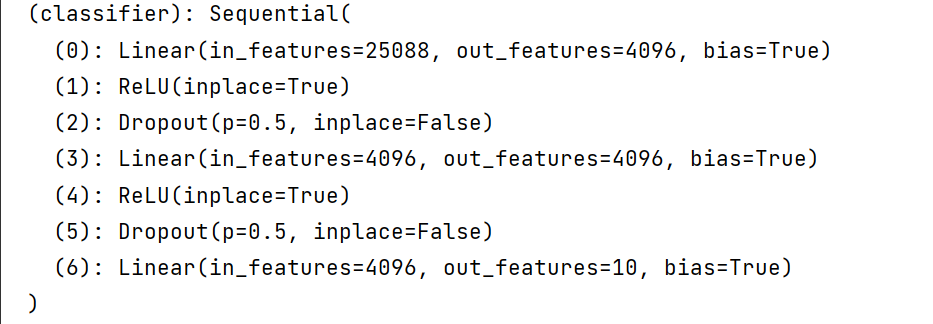 (classifier): Sequential(
(0): Linear(in_features=25088, out_features=4096, bias=True)
(1): ReLU(inplace=True)
(2): Dropout(p=0.5, inplace=False)
(3): Linear(in_features=4096, out_features=4096, bias=True)
(4): ReLU(inplace=True)
(5): Dropout(p=0.5, inplace=False)
(6): Linear(in_features=4096, out_features=10, bias=True)
)